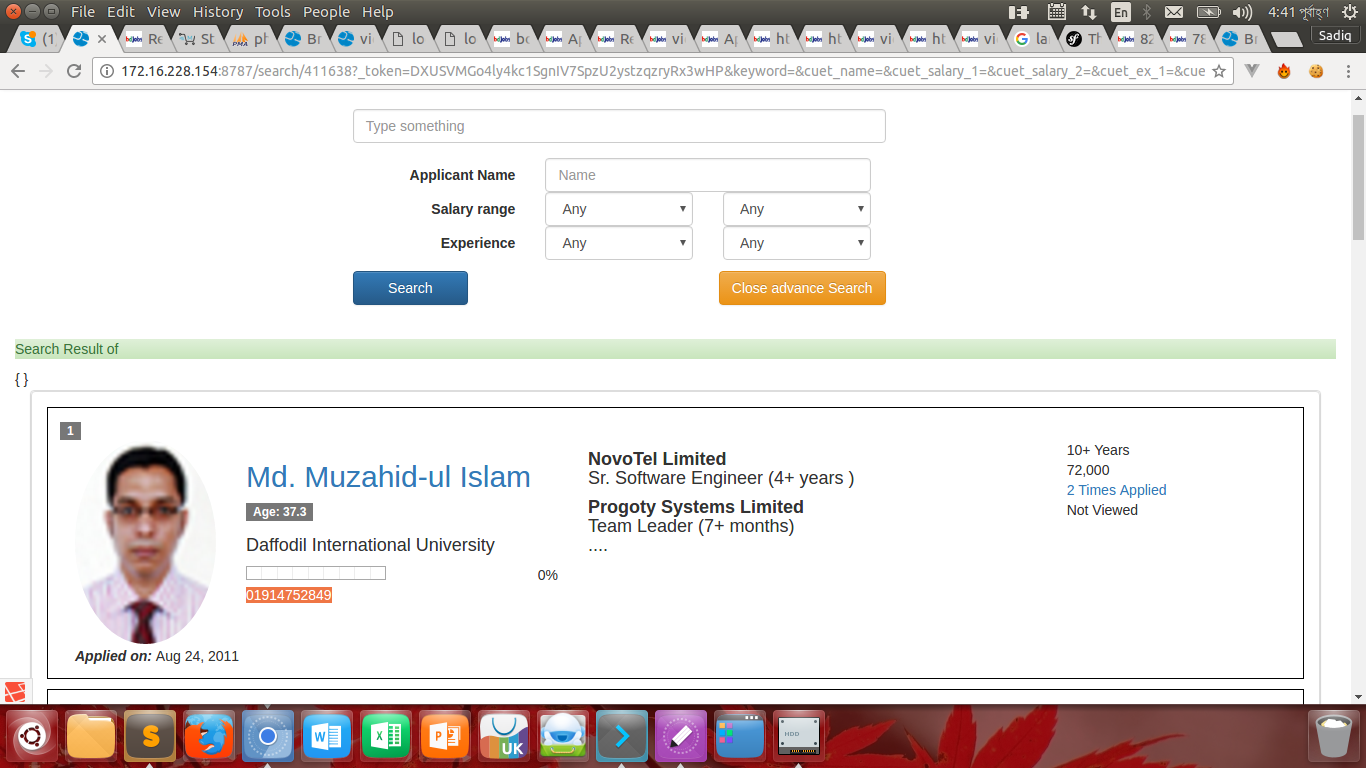 File Edit View History Tools People Help
En
4:41 পূর্বাহ্ণ
(1
Re
St
ph
Br
vi
lo
lo
bc
Ap
Re
vi
Ap
ht
ht
vi
ht
vi
la
Th
82
78
Br
Sadiq
172.16.228.154:8787/search/411638?_token=DXUSVMGo4ly4kc1SgnIV7SpzU2ystzqzryRx3wHP&keyword=&cuet_name=&cuet_salary_1=&cuet_salary_2=&cuet_ex_1=&cue
Type something
Applicant Name Name
Salary range Any Any
Experience Any Any
Search Close advance Search
Search Result of
{ }
1
Md. Muzahid-ul Islam
Age: 37.3
Daffodil International University
0%
01914752849
Applied on: Aug 24, 2011
NovoTel Limited
Sr. Software Engineer (4+ years )
Progoty Systems Limited
Team Leader (7+ months)
....
10+ Years
72,000
2 Times Applied
Not Viewed
S
W
X
P
UK
HDD